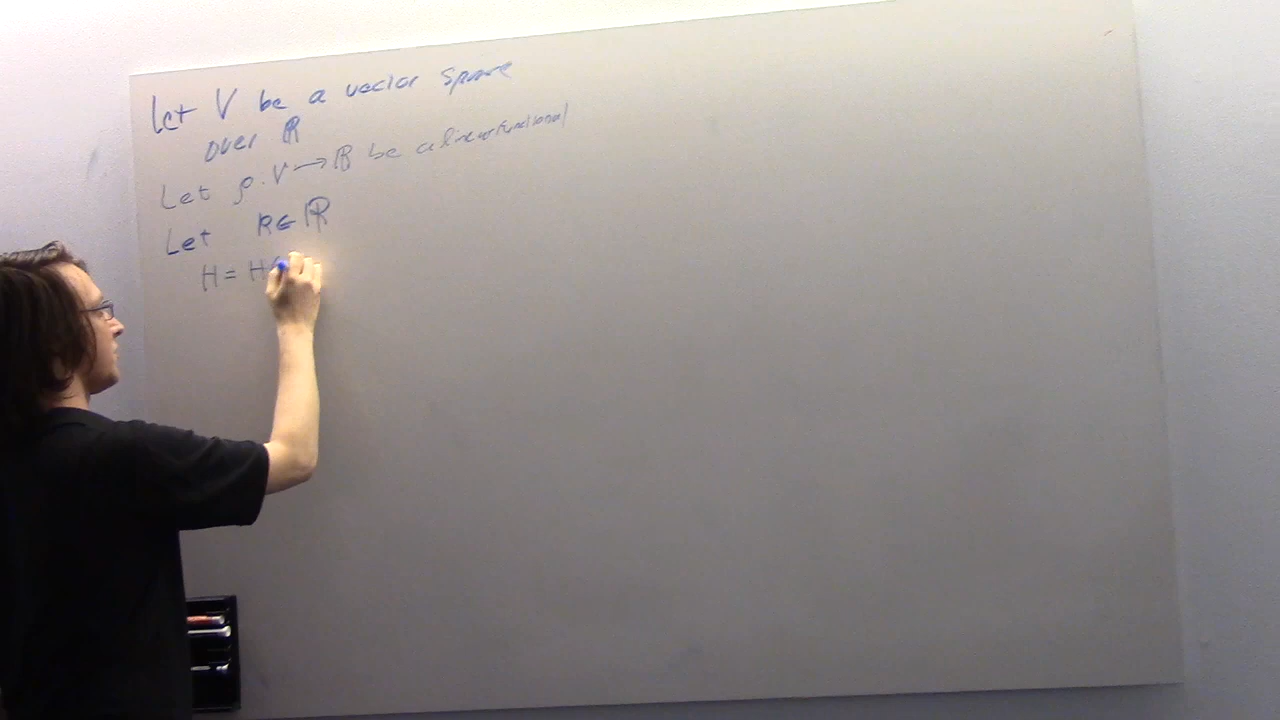 Let V be a vector space
over ℝ
Let ρ: V → ℝ be a linear functional
Let k ∈ ℝ
H = H(